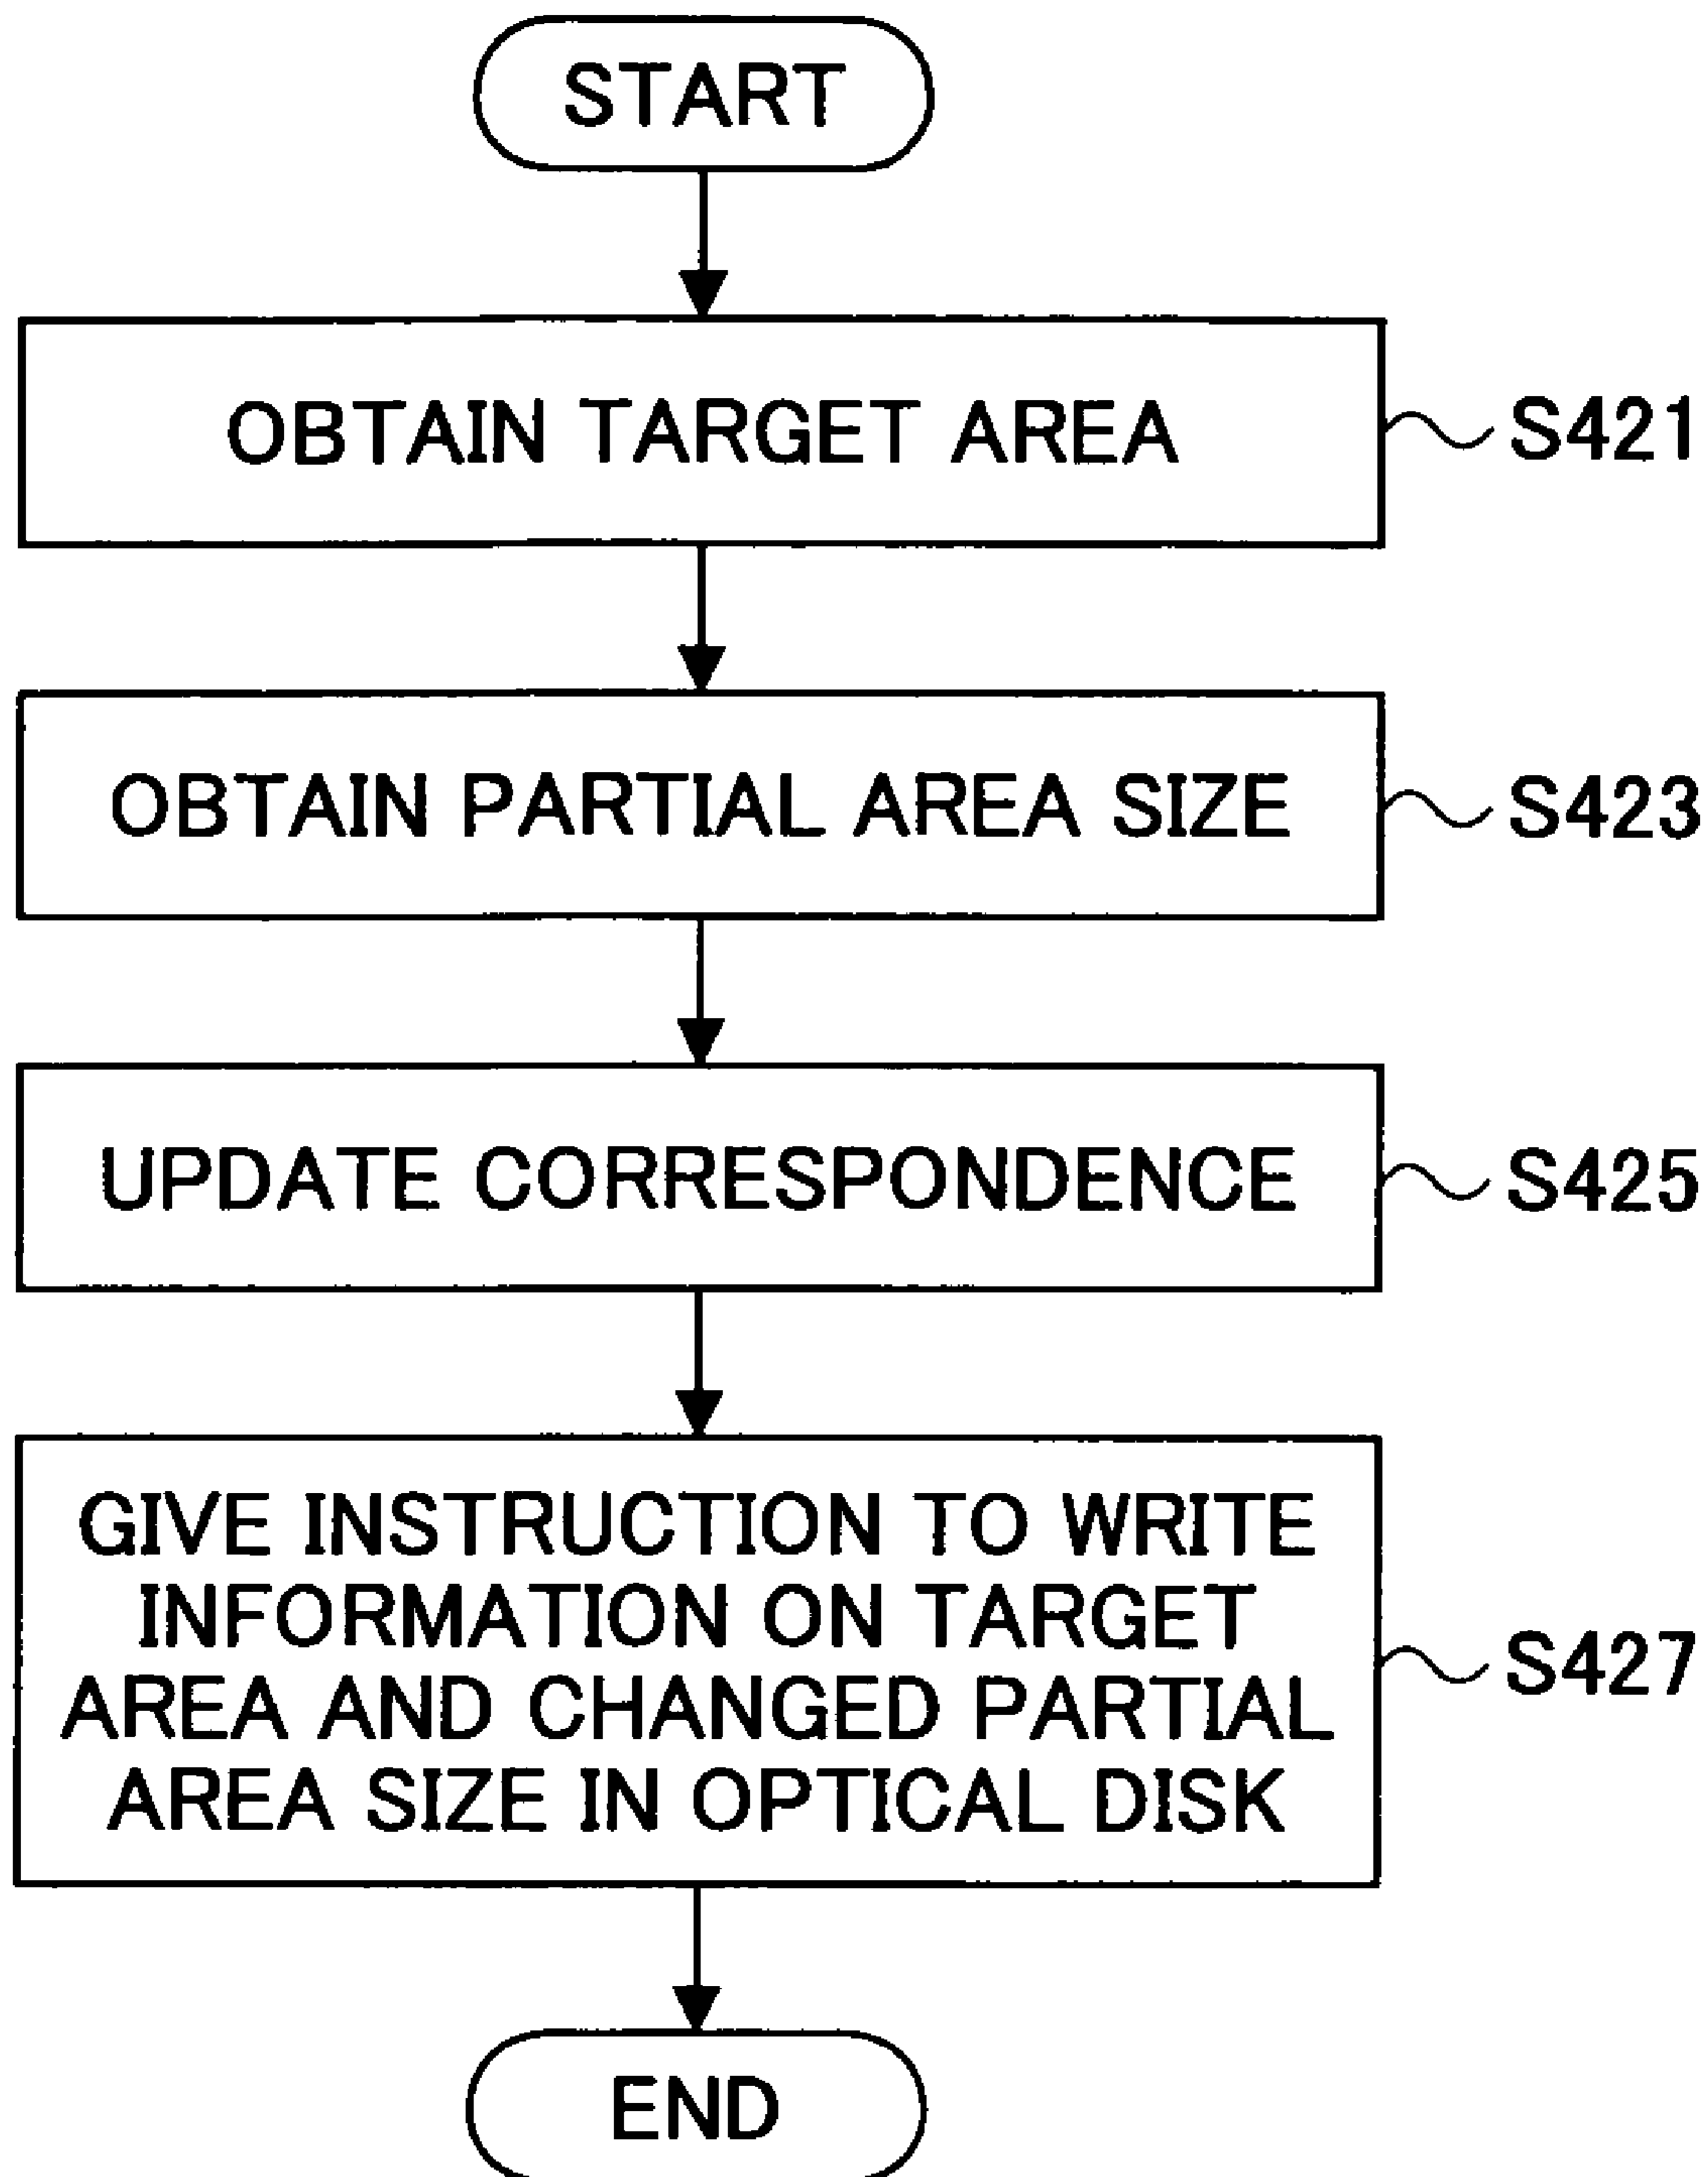 START
OBTAIN TARGET AREA
S421
OBTAIN PARTIAL AREA SIZE
S423
UPDATE CORRESPONDENCE
S425
GIVE INSTRUCTION TO WRITE
INFORMATION ON TARGET
AREA AND CHANGED PARTIAL
AREA SIZE IN OPTICAL DISK
S427
END